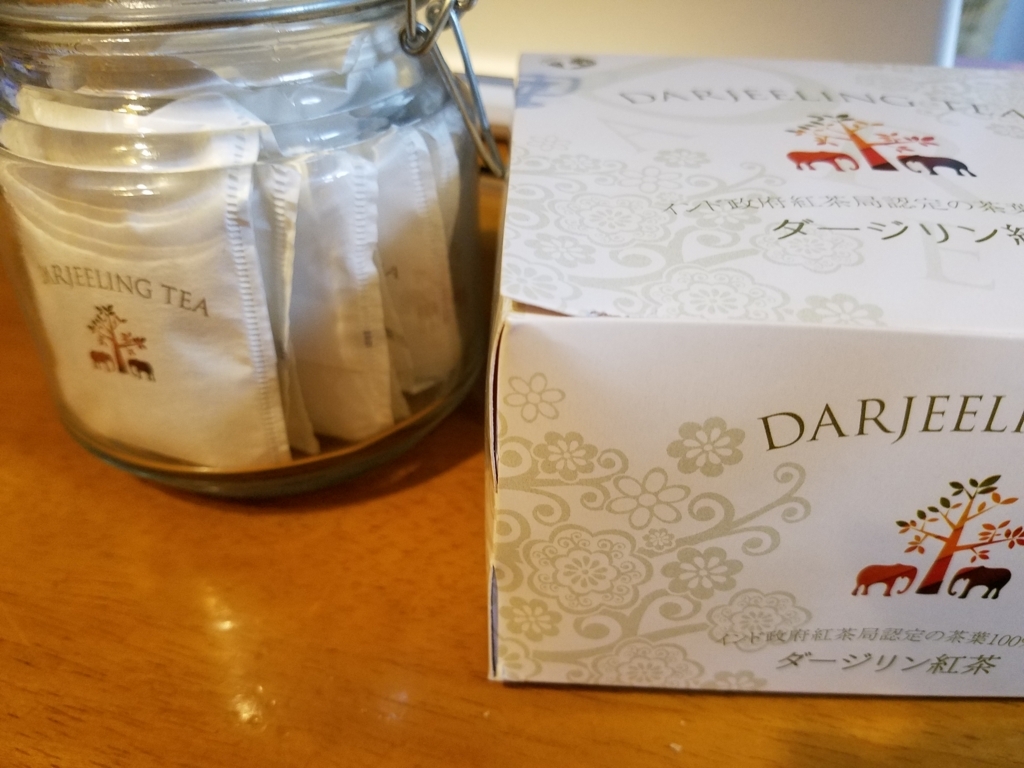 DARJEELING TEA
インド政府紅茶局認定の茶葉
ダージリン紅
DARJEELING TEA
DARJEELI
インド政府紅茶局認定の茶葉100%
ダージリン紅茶